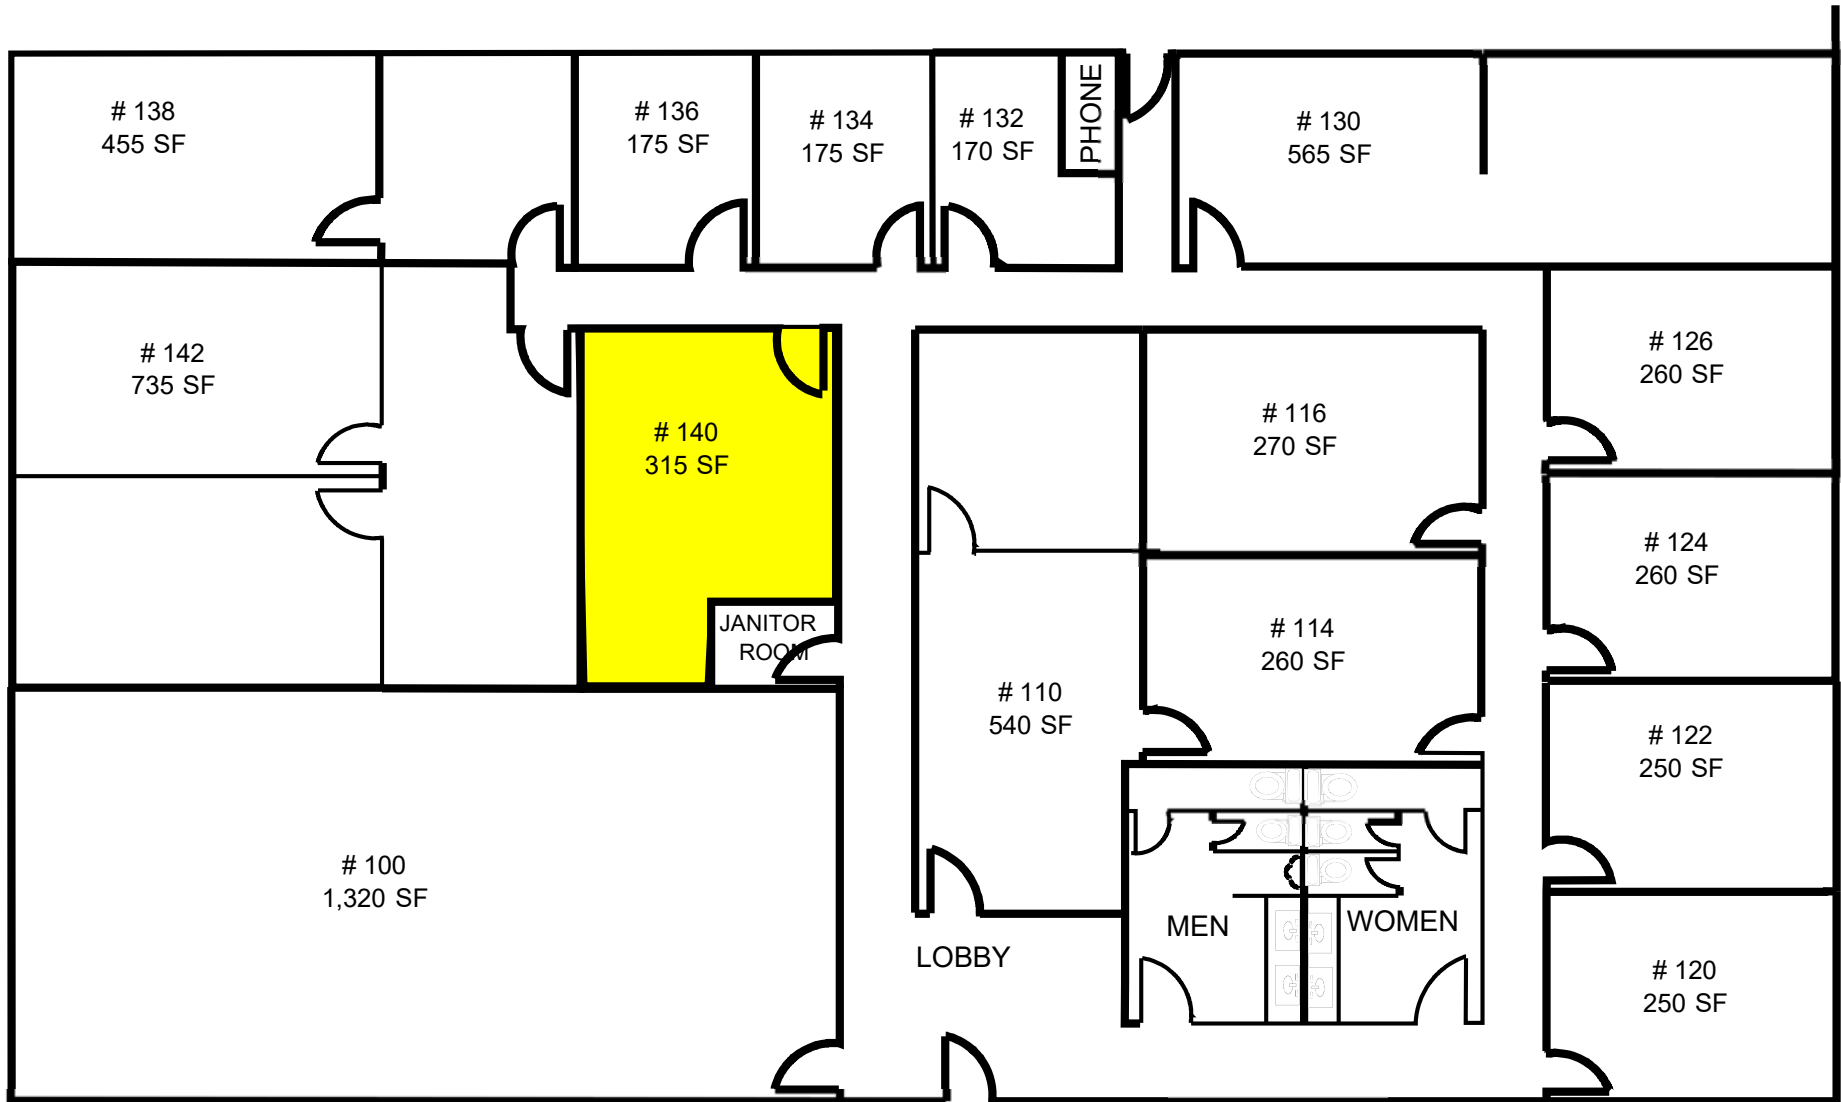 # 138
455 SF
# 136
175 SF
# 134
175 SF
# 132
170 SF
PHONE
# 130
565 SF
# 142
735 SF
# 140
315 SF
# 116
270 SF
# 126
260 SF
# 124
260 SF
JANITOR
ROOM
# 114
260 SF
# 110
540 SF
# 122
250 SF
# 100
1,320 SF
MEN
WOMEN
LOBBY
# 120
250 SF